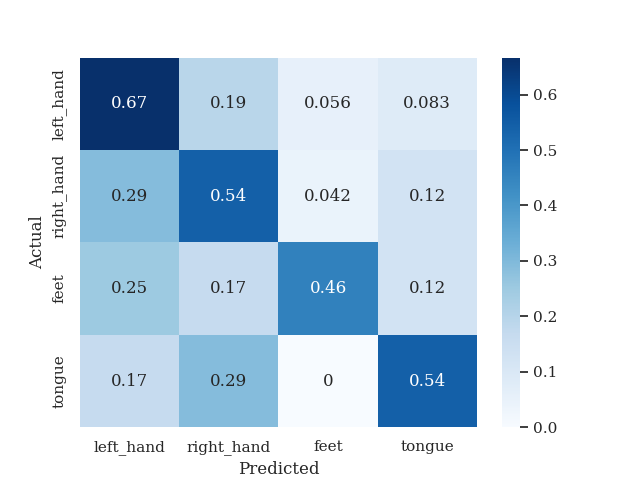 left_hand 0.67 0.19 0.056 0.083
right_hand 0.29 0.54 0.042 0.12
feet 0.25 0.17 0.46 0.12
tongue 0.17 0.29 0 0.54
left_hand right_hand feet tongue
Predicted
Actual
0.6
0.5
0.4
0.3
0.2
0.1
0.0